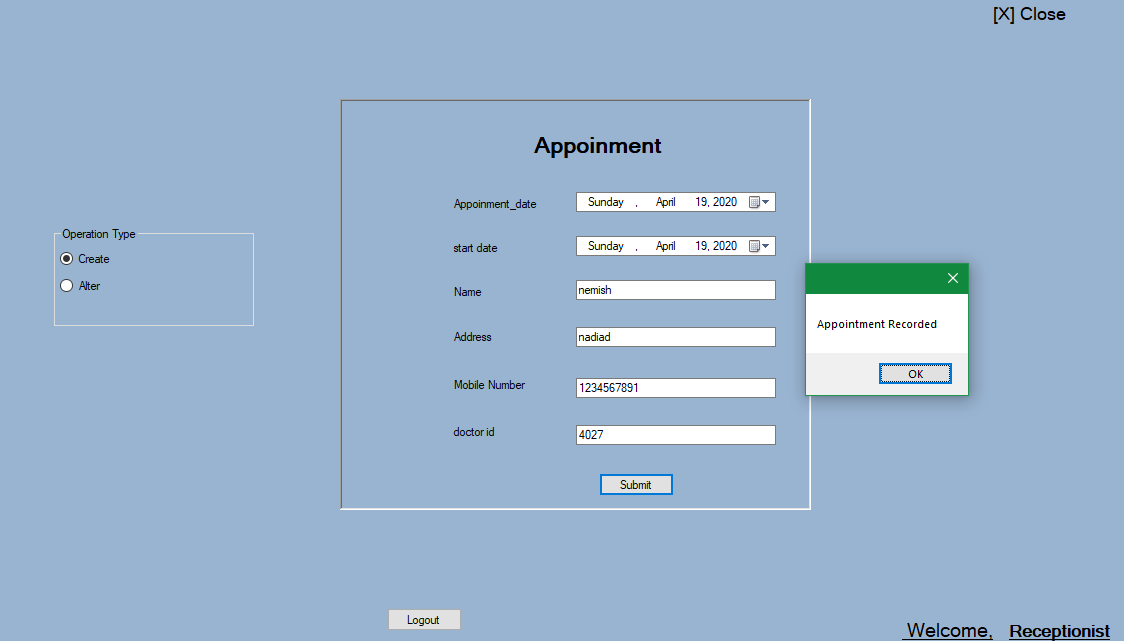 [X] Close
Appoinment
Appoinment_date
Sunday , April 19, 2020
start date
Sunday , April 19, 2020
Operation Type
Create
Alter
Name
nemish
Address
nadiad
Mobile Number
1234567891
doctor id
4027
Submit
Appointment Recorded
OK
Logout
Welcome, Receptionist